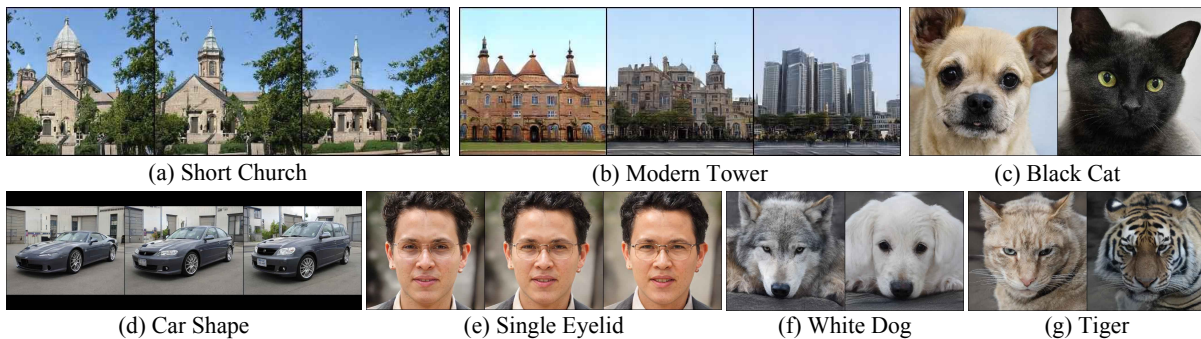 (a) Short Church
(b) Modern Tower
(c) Black Cat
(d) Car Shape
(e) Single Eyelid
(f) White Dog
(g) Tiger